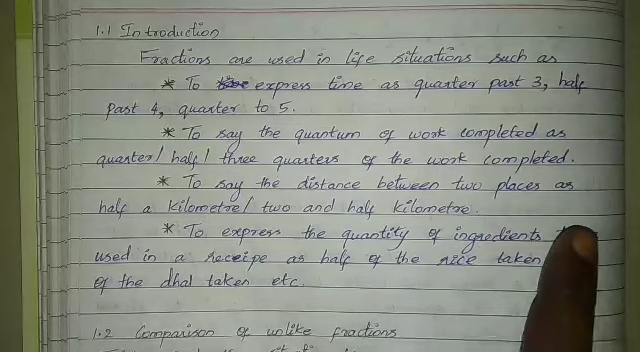 1.1 Introduction
Fractions are used in life situations such as
* To express time as quarter past 3, half
past 4, quarter to 5.
* To say the quantum of work completed as
quarter/ half/ three quarters of the work completed.
* To say the distance between two places as
half a kilometre/ two and half kilometre.
* To express the quantity of ingredients
used in a receipe as half of the rice taken
of the dhal taken etc.
1.2 Comparison of unlike fractions